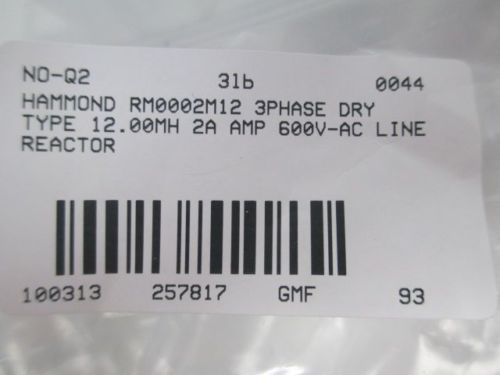 NO-Q2 3lb 0044
HAMMOND RM0002M12 3PHASE DRY
TYPE 12.00MH 2A AMP 600V-AC LINE
REACTOR
100313 257817 GMF 93